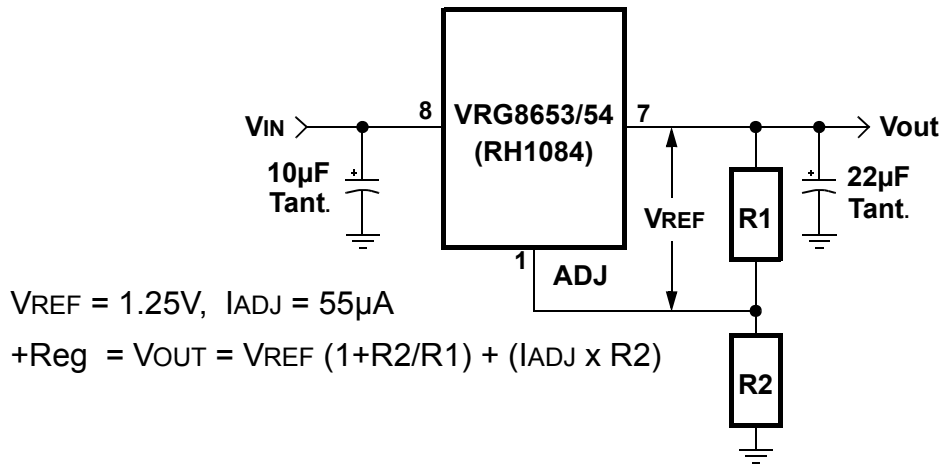 VRG8653/54
(RH1084)
8
7
1
ADJ
VIN
Vout
10µF
Tant.
+
VREF
R1
+
22µF
Tant.
R2
VREF = 1.25V, IADJ = 55µA
+Reg = VOUT = VREF (1+R2/R1) + (IADJ x R2)